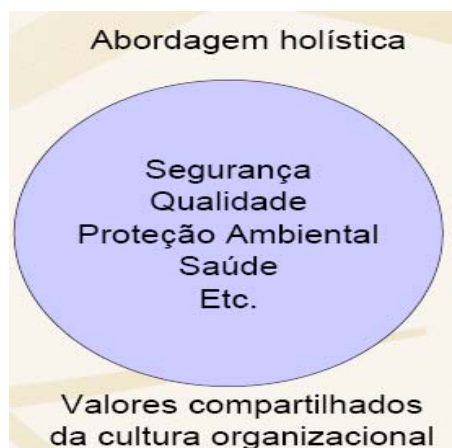 Abordagem holística
Segurança
Qualidade
Proteção Ambiental
Saúde
Etc.
Valores compartilhados
da cultura organizacional